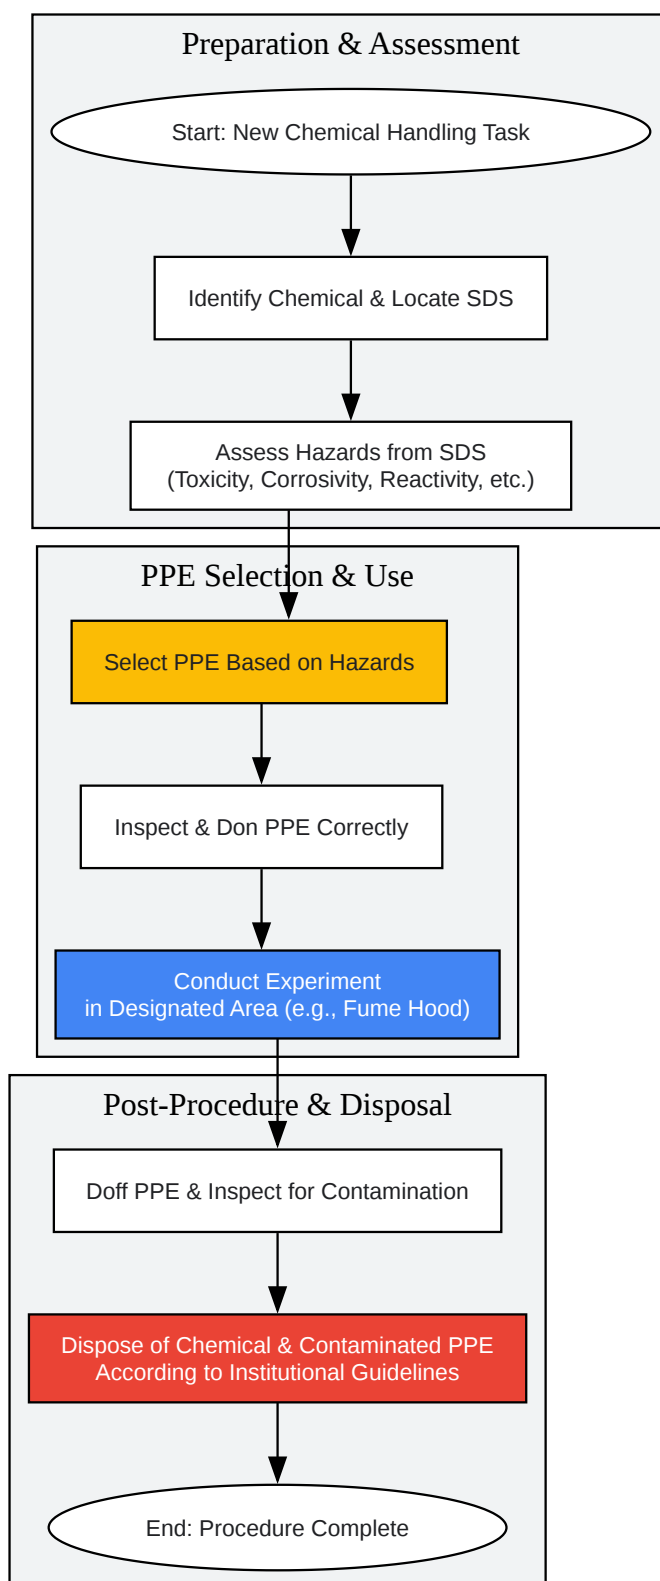 Preparation & Assessment
Start: New Chemical Handling Task
Identify Chemical & Locate SDS
Assess Hazards from SDS
(Toxicity, Corrosivity, Reactivity, etc.)
PPE Selection & Use
Select PPE Based on Hazards
Inspect & Don PPE Correctly
Conduct Experiment
in Designated Area (e.g., Fume Hood)
Post-Procedure & Disposal
Doff PPE & Inspect for Contamination
Dispose of Chemical & Contaminated PPE
According to Institutional Guidelines
End: Procedure Complete